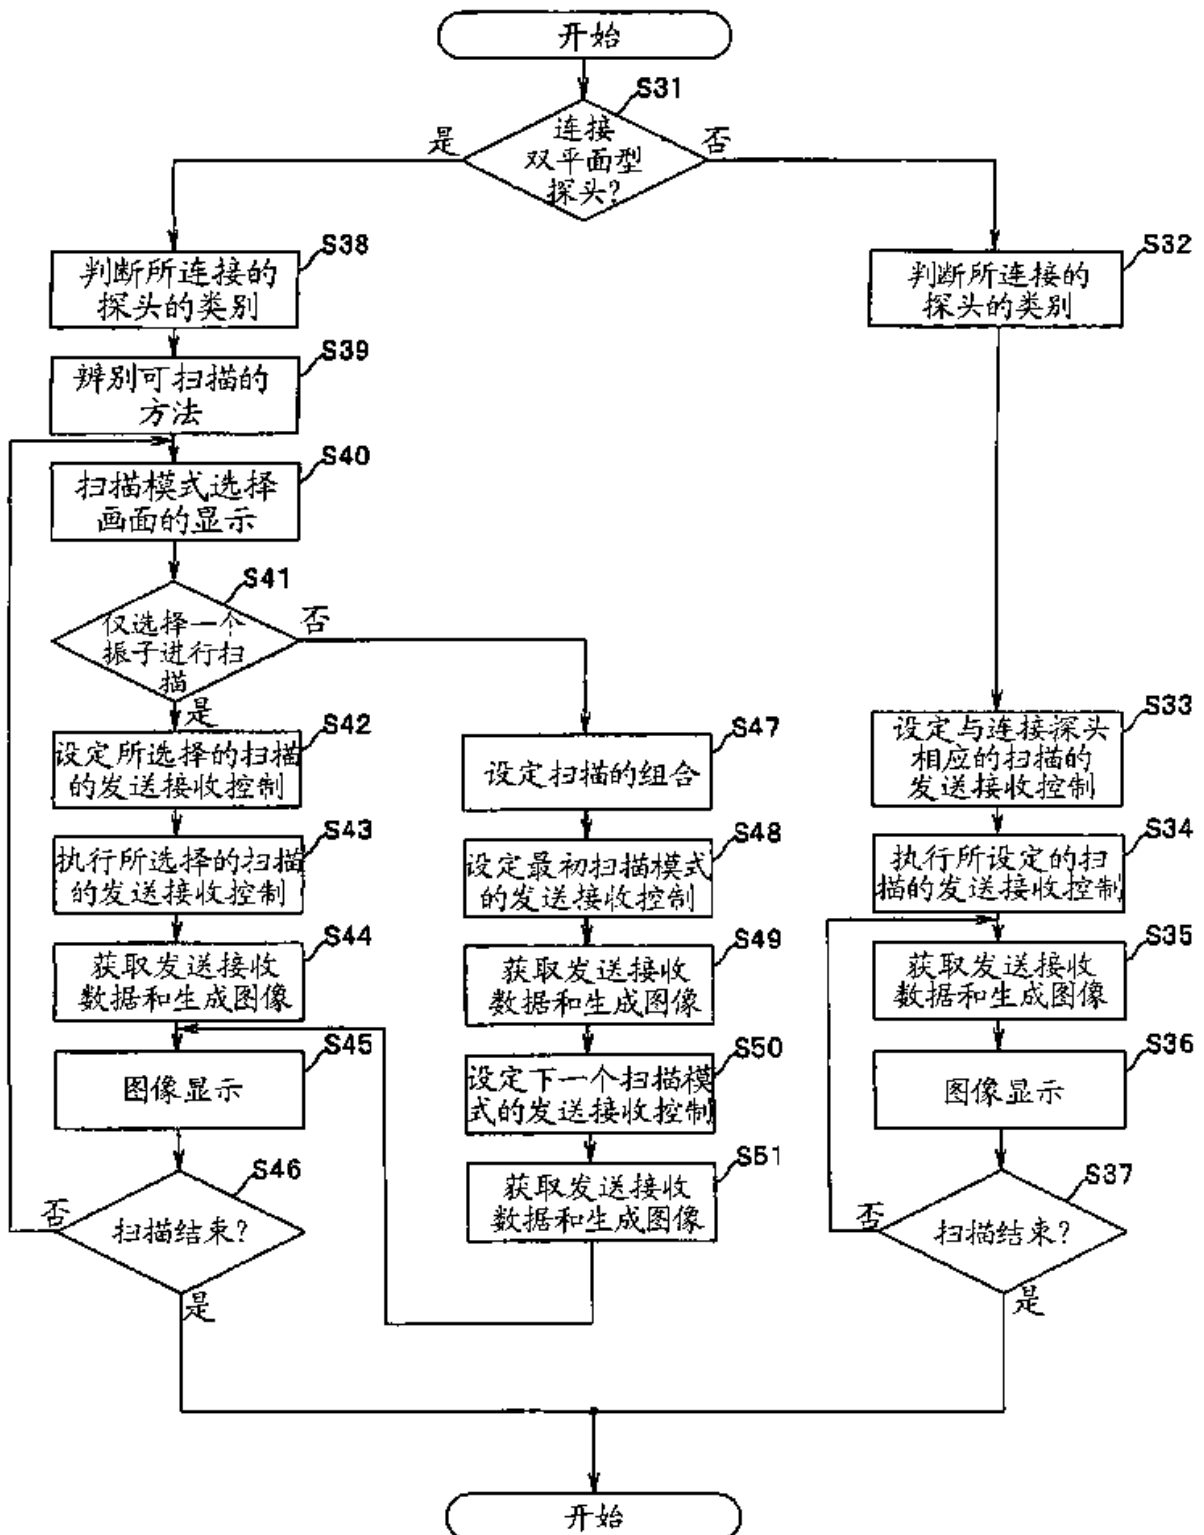 开始
S31
连接
双平面型
探头?
是
否
S38
判断所连接的
探头的类别
S32
判断所连接的
探头的类别
S39
辨别可扫描的
方法
S40
扫描模式选择
画面的显示
S41
仅选择一个
振子进行扫
描
否
是
S42
设定所选择的扫描
的发送接收控制
S47
设定扫描的组合
S33
设定与连接探头
相应的扫描的
发送接收控制
S43
执行所选择的扫描
的发送接收控制
S48
设定最初扫描模式
的发送接收控制
S34
执行所设定的扫
描的发送接收控制
S44
获取发送接收
数据和生成图像
S49
获取发送接收
数据和生成图像
S35
获取发送接收
数据和生成图像
S45
图像显示
S50
设定下一个扫描模
式的发送接收控制
S36
图像显示
S46
扫描结束?
否
是
S51
获取发送接收
数据和生成图像
S37
扫描结束?
否
是
开始